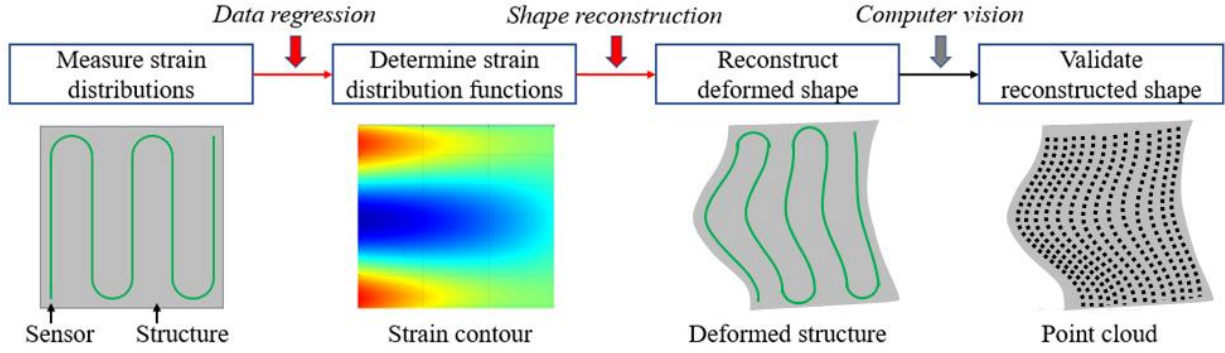 Data regression
Shape reconstruction
Computer vision
Measure strain
distributions
Determine strain
distribution functions
Reconstruct
deformed shape
Validate
reconstructed shape
Sensor
Structure
Strain contour
Deformed structure
Point cloud